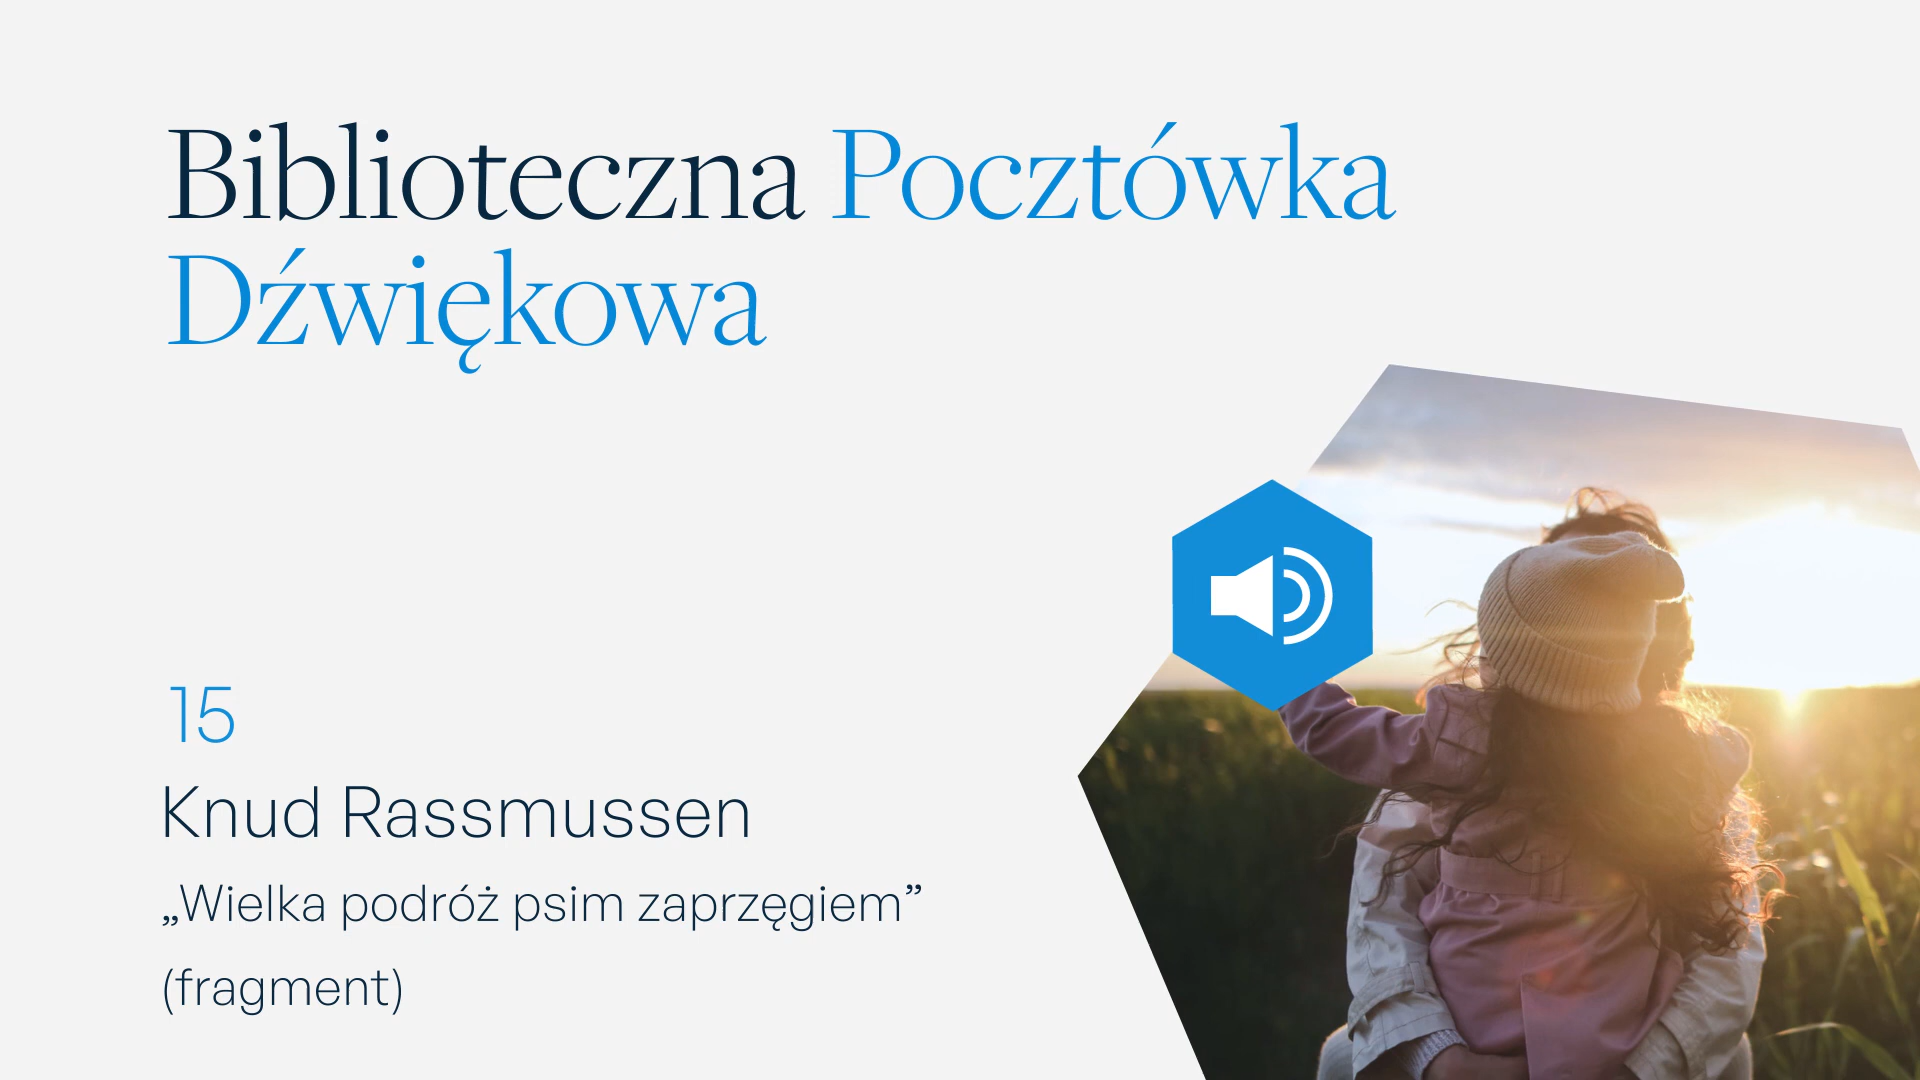 Biblioteczna Pocztówka
Dźwiękowa
15
Knud Rassmussen
„Wielka podróż psim zaprzęgiem”
(fragment)